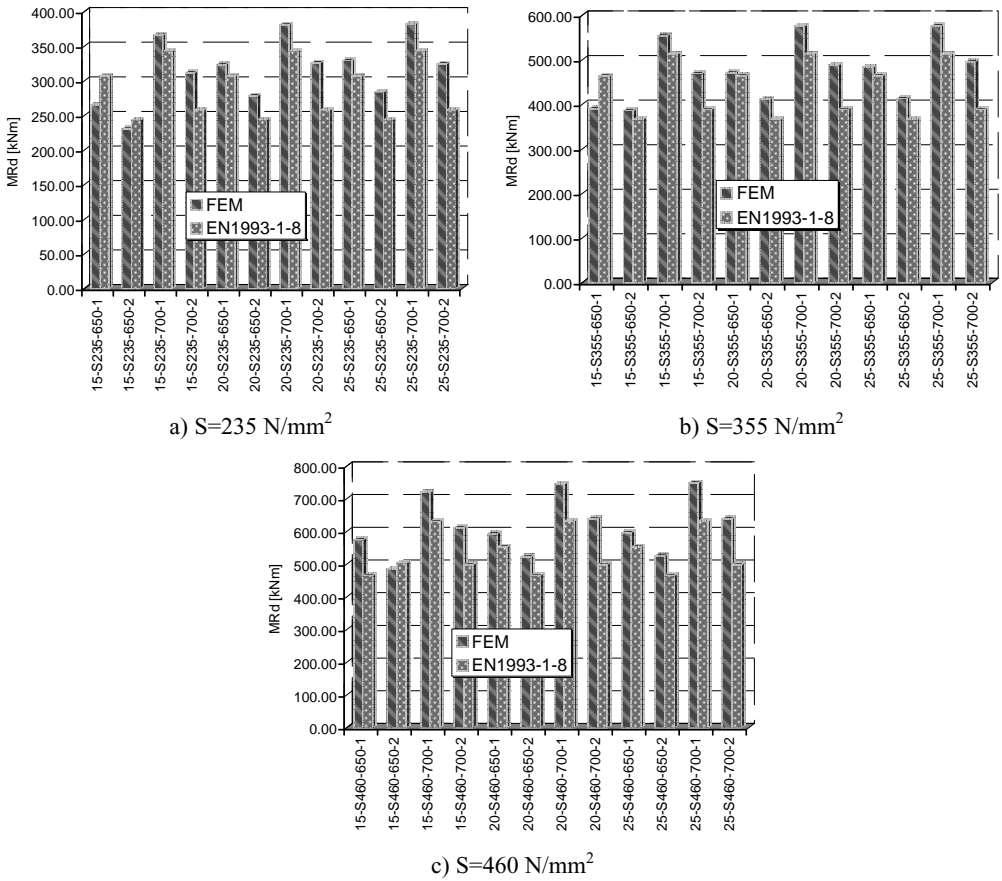 400.00
350.00
300.00
250.00
200.00
150.00
100.00
50.00
0.00
MRd [kNm]
FEM
EN1993-1-8
15-S235-650-1
15-S235-650-2
15-S235-700-1
15-S235-700-2
20-S235-650-1
20-S235-650-2
20-S235-700-1
20-S235-700-2
25-S235-650-1
25-S235-650-2
25-S235-700-1
25-S235-700-2
a) S=235 N/mm²
600.00
500.00
400.00
300.00
200.00
100.00
0.00
MRd [kNm]
FEM
EN1993-1-8
15-S355-650-1
15-S355-650-2
15-S355-700-1
15-S355-700-2
20-S355-650-1
20-S355-650-2
20-S355-700-1
20-S355-700-2
25-S355-650-1
25-S355-650-2
25-S355-700-1
25-S355-700-2
b) S=355 N/mm²
800.00
700.00
600.00
500.00
400.00
300.00
200.00
100.00
0.00
MRd [kNm]
FEM
EN1993-1-8
15-S460-650-1
15-S460-650-2
15-S460-700-1
15-S460-700-2
20-S460-650-1
20-S460-650-2
20-S460-700-1
20-S460-700-2
25-S460-650-1
25-S460-650-2
25-S460-700-1
25-S460-700-2
c) S=460 N/mm²